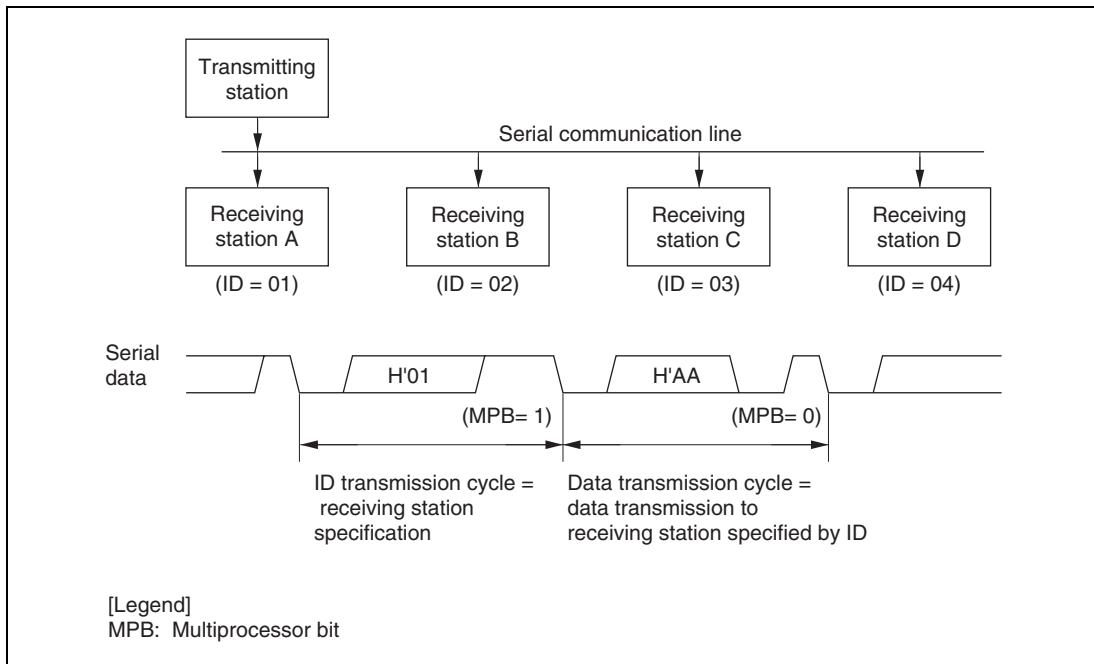 Transmitting
station
Serial communication line
Receiving
station A
Receiving
station B
Receiving
station C
Receiving
station D
(ID = 01)
(ID = 02)
(ID = 03)
(ID = 04)
Serial
data
H'01
H'AA
(MPB= 1)
(MPB= 0)
ID transmission cycle =
receiving station
specification
Data transmission cycle =
data transmission to
receiving station specified by ID
[Legend]
MPB: Multiprocessor bit